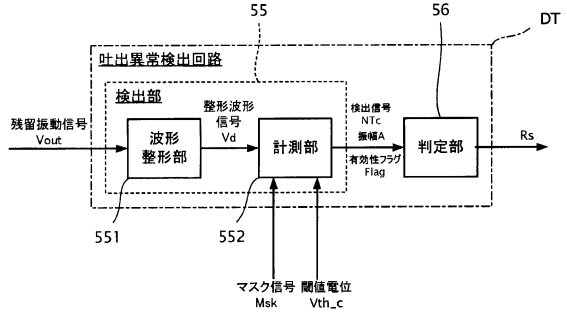 55
56
DT
吐出異常検出回路
検出部
残留振動信号
Vout
波形
整形部
整形波形
信号
Vd
計測部
検出信号
NTc
振幅A
有効性フラグ
Flag
判定部
Rs
551
552
マスク信号
Msk
閾値電位
Vth_c